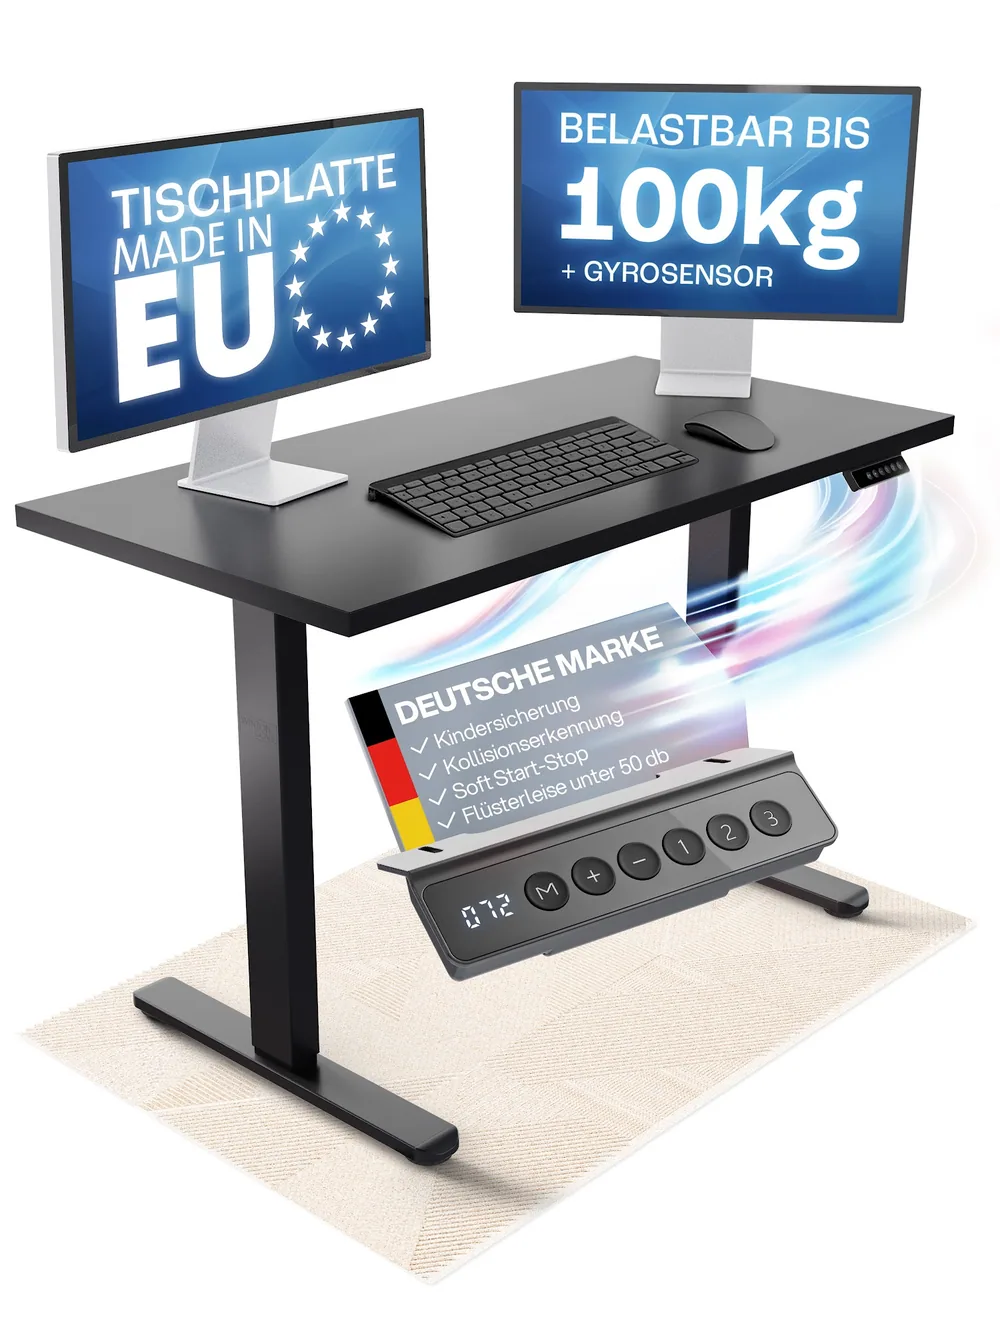 TISCHPLATTE
MADE IN
EU
BELASTBAR BIS
100kg
+ GYROSENSOR
DEUTSCHE MARKE
✓ Kindersicherung
✓ Kollisionserkennung
✓ Soft Start-Stop
✓ Flüsterleise unter 50 db
072 M + − 1 2 3